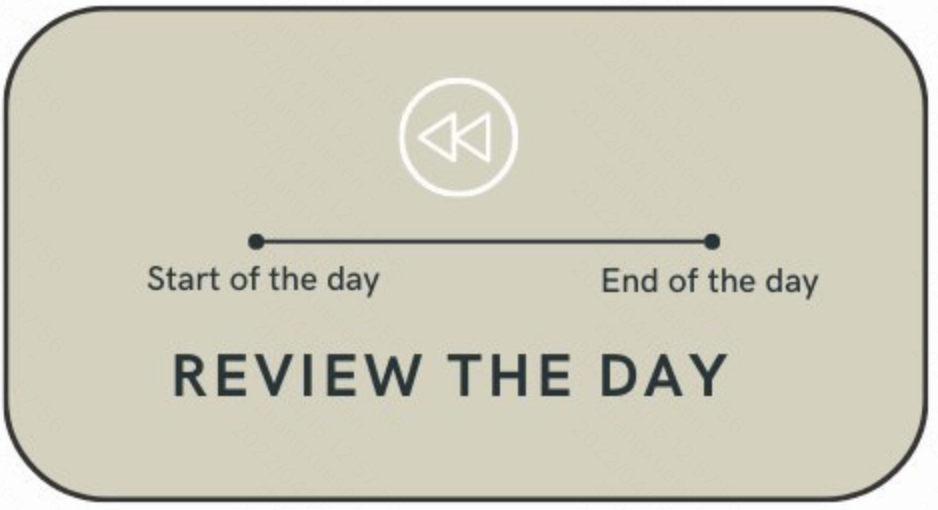 Start of the day
End of the day
REVIEW THE DAY